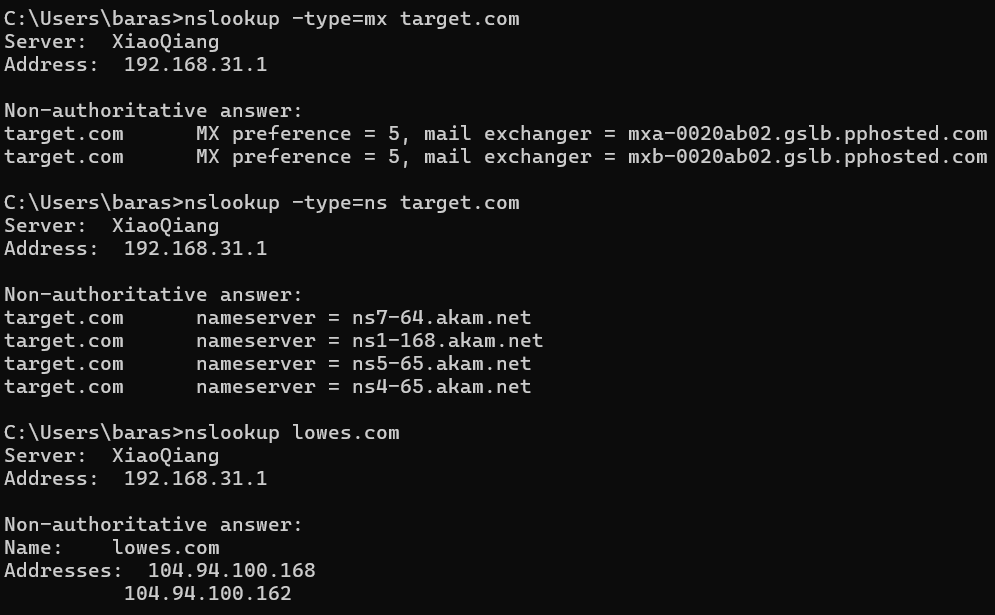 C:\Users\baras>nslookup -type=mx target.com
Server:  XiaoQiang
Address:  192.168.31.1

Non-authoritative answer:
target.com      MX preference = 5, mail exchanger = mxa-0020ab02.gslb.pphosted.com
target.com      MX preference = 5, mail exchanger = mxb-0020ab02.gslb.pphosted.com

C:\Users\baras>nslookup -type=ns target.com
Server:  XiaoQiang
Address:  192.168.31.1

Non-authoritative answer:
target.com      nameserver = ns7-64.akam.net
target.com      nameserver = ns1-168.akam.net
target.com      nameserver = ns5-65.akam.net
target.com      nameserver = ns4-65.akam.net

C:\Users\baras>nslookup lowes.com
Server:  XiaoQiang
Address:  192.168.31.1

Non-authoritative answer:
Name:    lowes.com
Addresses:  104.94.100.168
          104.94.100.162